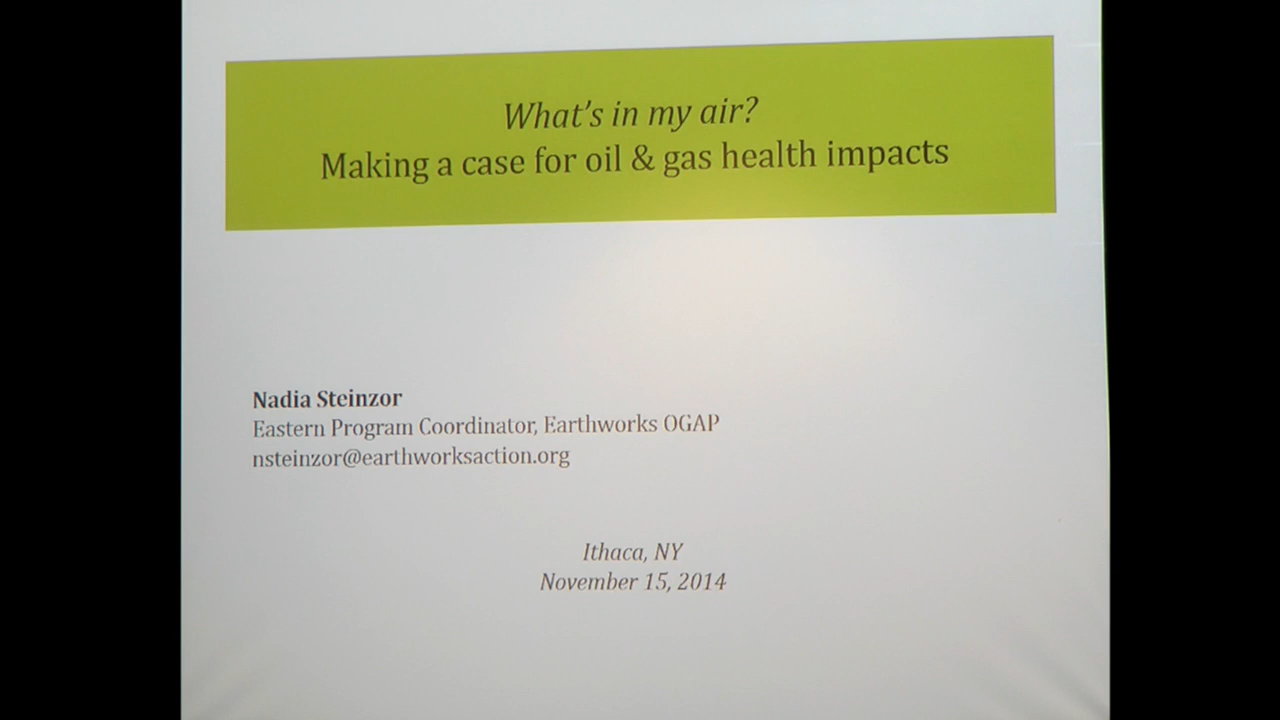 What's in my air?
Making a case for oil & gas health impacts
Nadia Steinzor
Eastern Program Coordinator, Earthworks OGAP
nsteinzor@earthworksaction.org
Ithaca, NY
November 15, 2014